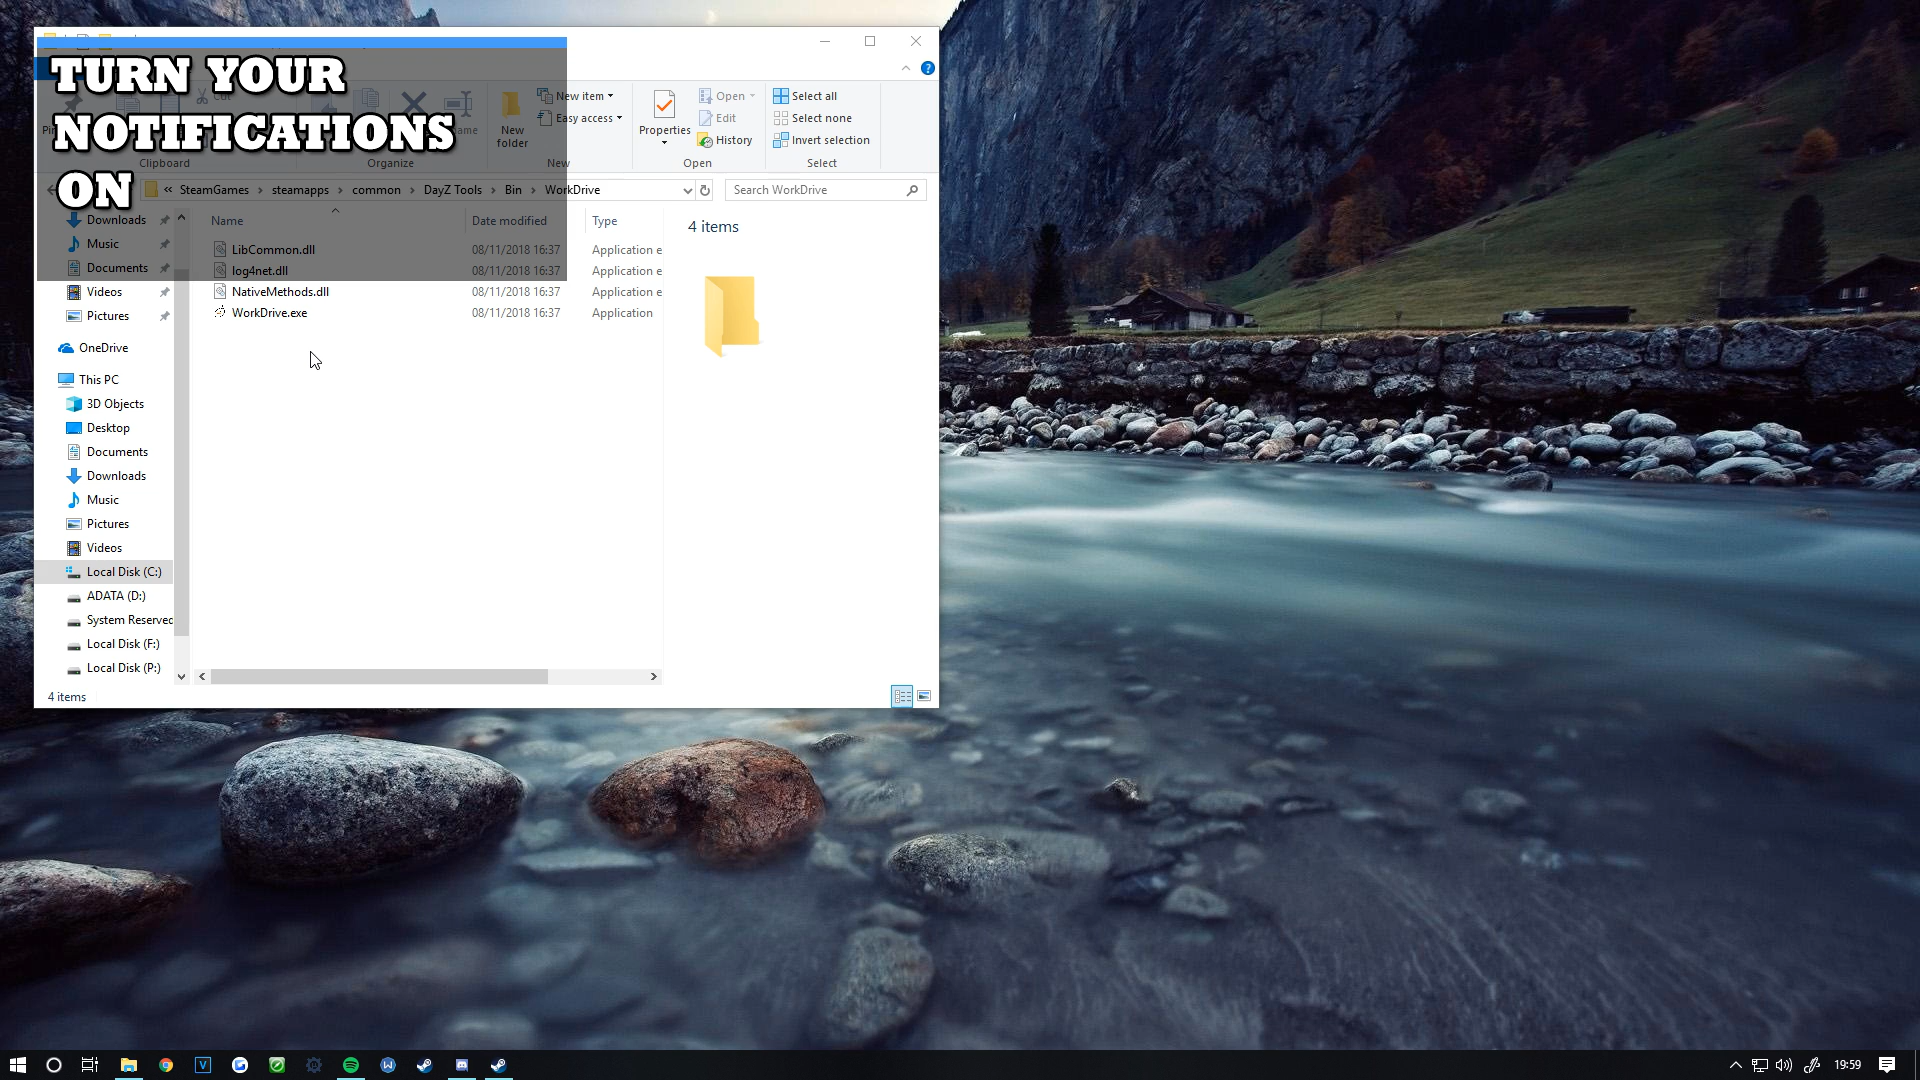 TURN YOUR
NOTIFICATIONS
ON
Cut
New item
Easy access
New
folder
Properties
Open
Edit
History
Select all
Select none
Invert selection
Clipboard
Organize
New
Open
Select
« SteamGames > steamapps > common > DayZ Tools > Bin > WorkDrive
Search WorkDrive
Name
Date modified
Type
LibCommon.dll 08/11/2018 16:37 Application e
log4net.dll 08/11/2018 16:37 Application e
NativeMethods.dll 08/11/2018 16:37 Application e
WorkDrive.exe 08/11/2018 16:37 Application
4 items
Downloads
Music
Documents
Videos
Pictures
OneDrive
This PC
3D Objects
Desktop
Documents
Downloads
Music
Pictures
Videos
Local Disk (C:)
ADATA (D:)
System Reserved
Local Disk (F:)
Local Disk (P:)
4 items
19:59